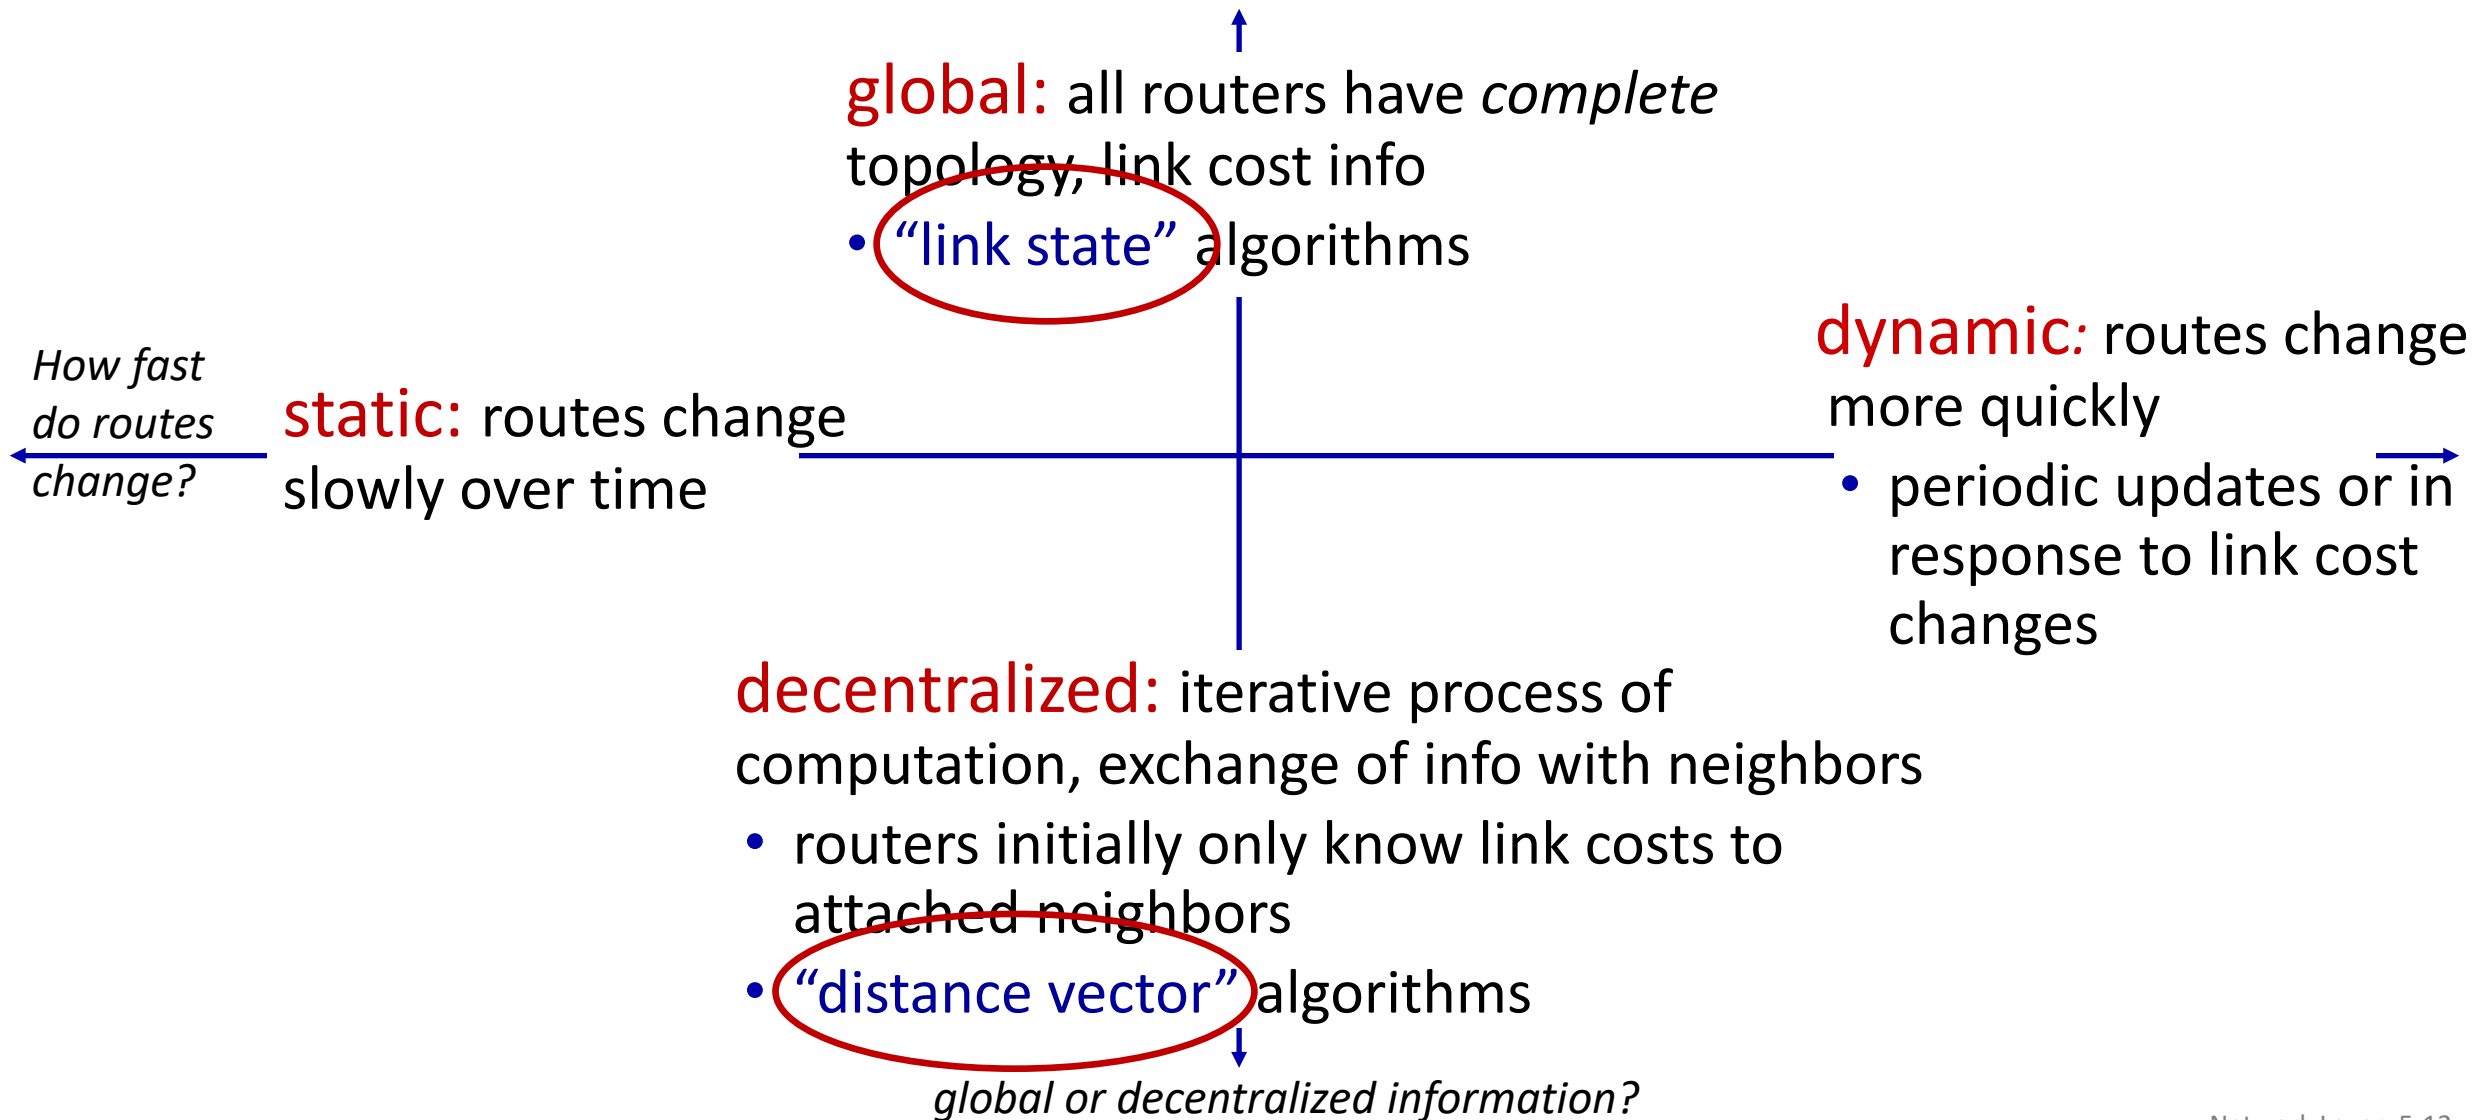 global: all routers have complete
topology, link cost info
• “link state” algorithms
How fast
do routes
change?
static: routes change
slowly over time
dynamic: routes change
more quickly
• periodic updates or in
response to link cost
changes
decentralized: iterative process of
computation, exchange of info with neighbors
• routers initially only know link costs to
attached neighbors
• “distance vector” algorithms
global or decentralized information?